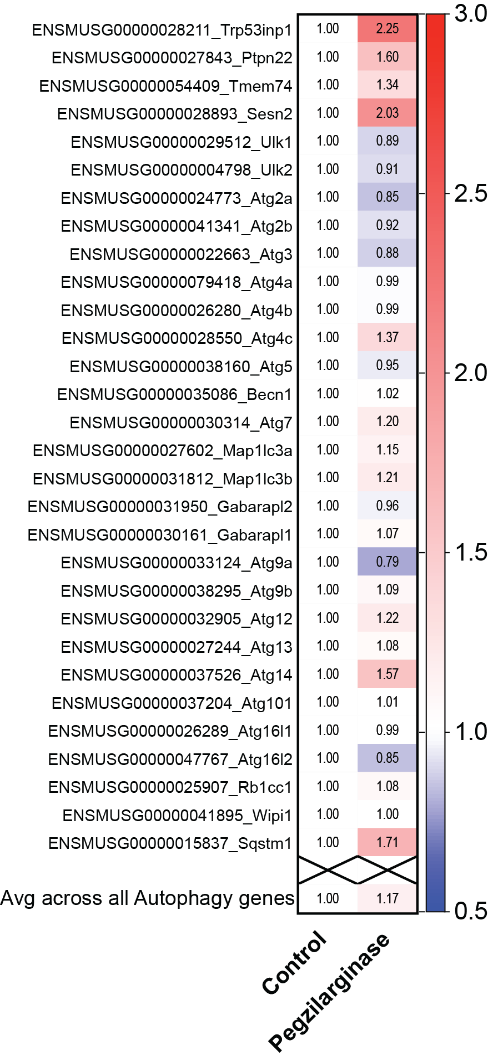 ENSMUSG00000028211_Trp53inp1 1.00 2.25
ENSMUSG00000027843_Ptpn22 1.00 1.60
ENSMUSG00000054409_Tmem74 1.00 1.34
ENSMUSG00000028893_Sesn2 1.00 2.03
ENSMUSG00000029512_Ulk1 1.00 0.89
ENSMUSG00000004798_Ulk2 1.00 0.91
ENSMUSG00000024773_Atg2a 1.00 0.85
ENSMUSG00000041341_Atg2b 1.00 0.92
ENSMUSG00000022663_Atg3 1.00 0.88
ENSMUSG00000079418_Atg4a 1.00 0.99
ENSMUSG00000026280_Atg4b 1.00 0.99
ENSMUSG00000028550_Atg4c 1.00 1.37
ENSMUSG00000038160_Atg5 1.00 0.95
ENSMUSG00000035086_Becn1 1.00 1.02
ENSMUSG00000030314_Atg7 1.00 1.20
ENSMUSG00000027602_Map1lc3a 1.00 1.15
ENSMUSG00000031812_Map1lc3b 1.00 1.21
ENSMUSG00000031950_Gabarapl2 1.00 0.96
ENSMUSG00000030161_Gabarapl1 1.00 1.07
ENSMUSG00000033124_Atg9a 1.00 0.79
ENSMUSG00000038295_Atg9b 1.00 1.09
ENSMUSG00000032905_Atg12 1.00 1.22
ENSMUSG00000027244_Atg13 1.00 1.08
ENSMUSG00000037526_Atg14 1.00 1.57
ENSMUSG00000037204_Atg101 1.00 1.01
ENSMUSG00000026289_Atg16l1 1.00 0.99
ENSMUSG00000047767_Atg16l2 1.00 0.85
ENSMUSG00000025907_Rb1cc1 1.00 1.08
ENSMUSG00000041895_Wipi1 1.00 1.00
ENSMUSG00000015837_Sqstm1 1.00 1.71
Avg across all Autophagy genes 1.00 1.17
Control
Pegzilarginase
3.0
2.5
2.0
1.5
1.0
0.5